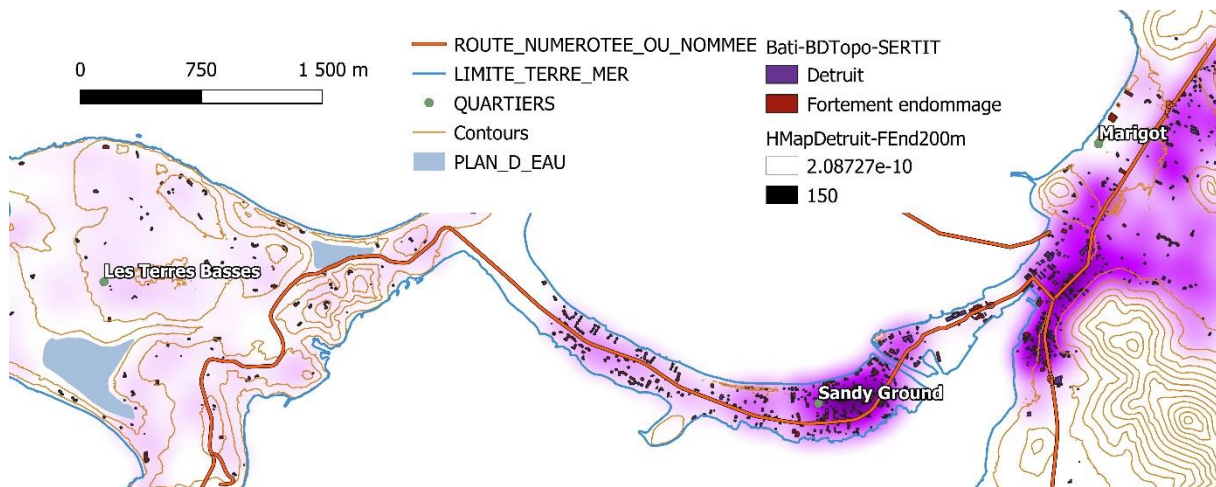 0 750 1 500 m
ROUTE_NUMEROTEE_OU_NOMMEE
LIMITE_TERRE_MER
QUARTIERS
Contours
PLAN_D_EAU
Bati-BDTopo-SERTIT
Detruit
Fortement endommage
HMapDetruit-FEnd200m
2.08727e-10
150
Marigot
Les Terres Basses
Sandy Ground